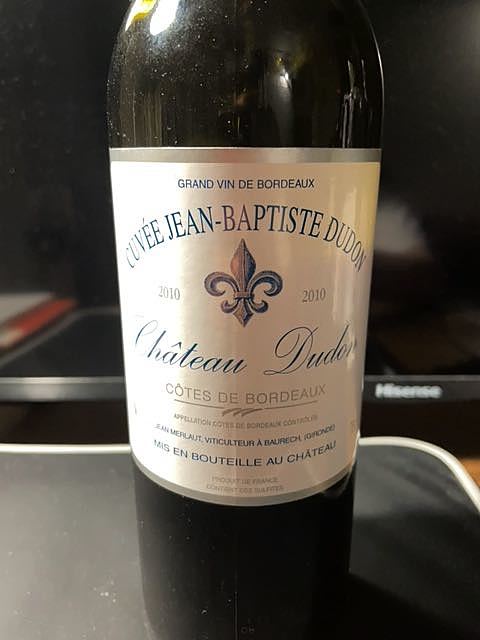 GRAND VIN DE BORDEAUX
CUVÉE JEAN-BAPTISTE DUDON
2010 2010
Château Dudon
CÔTES DE BORDEAUX
APPELLATION CÔTES DE BORDEAUX CONTRÔLÉE
JEAN MERLAUT, VITICULTEUR À BAURECH, (GIRONDE)
MIS EN BOUTEILLE AU CHÂTEAU
PRODUIT DE FRANCE
CONTIENT DES SULFITES
Hisense